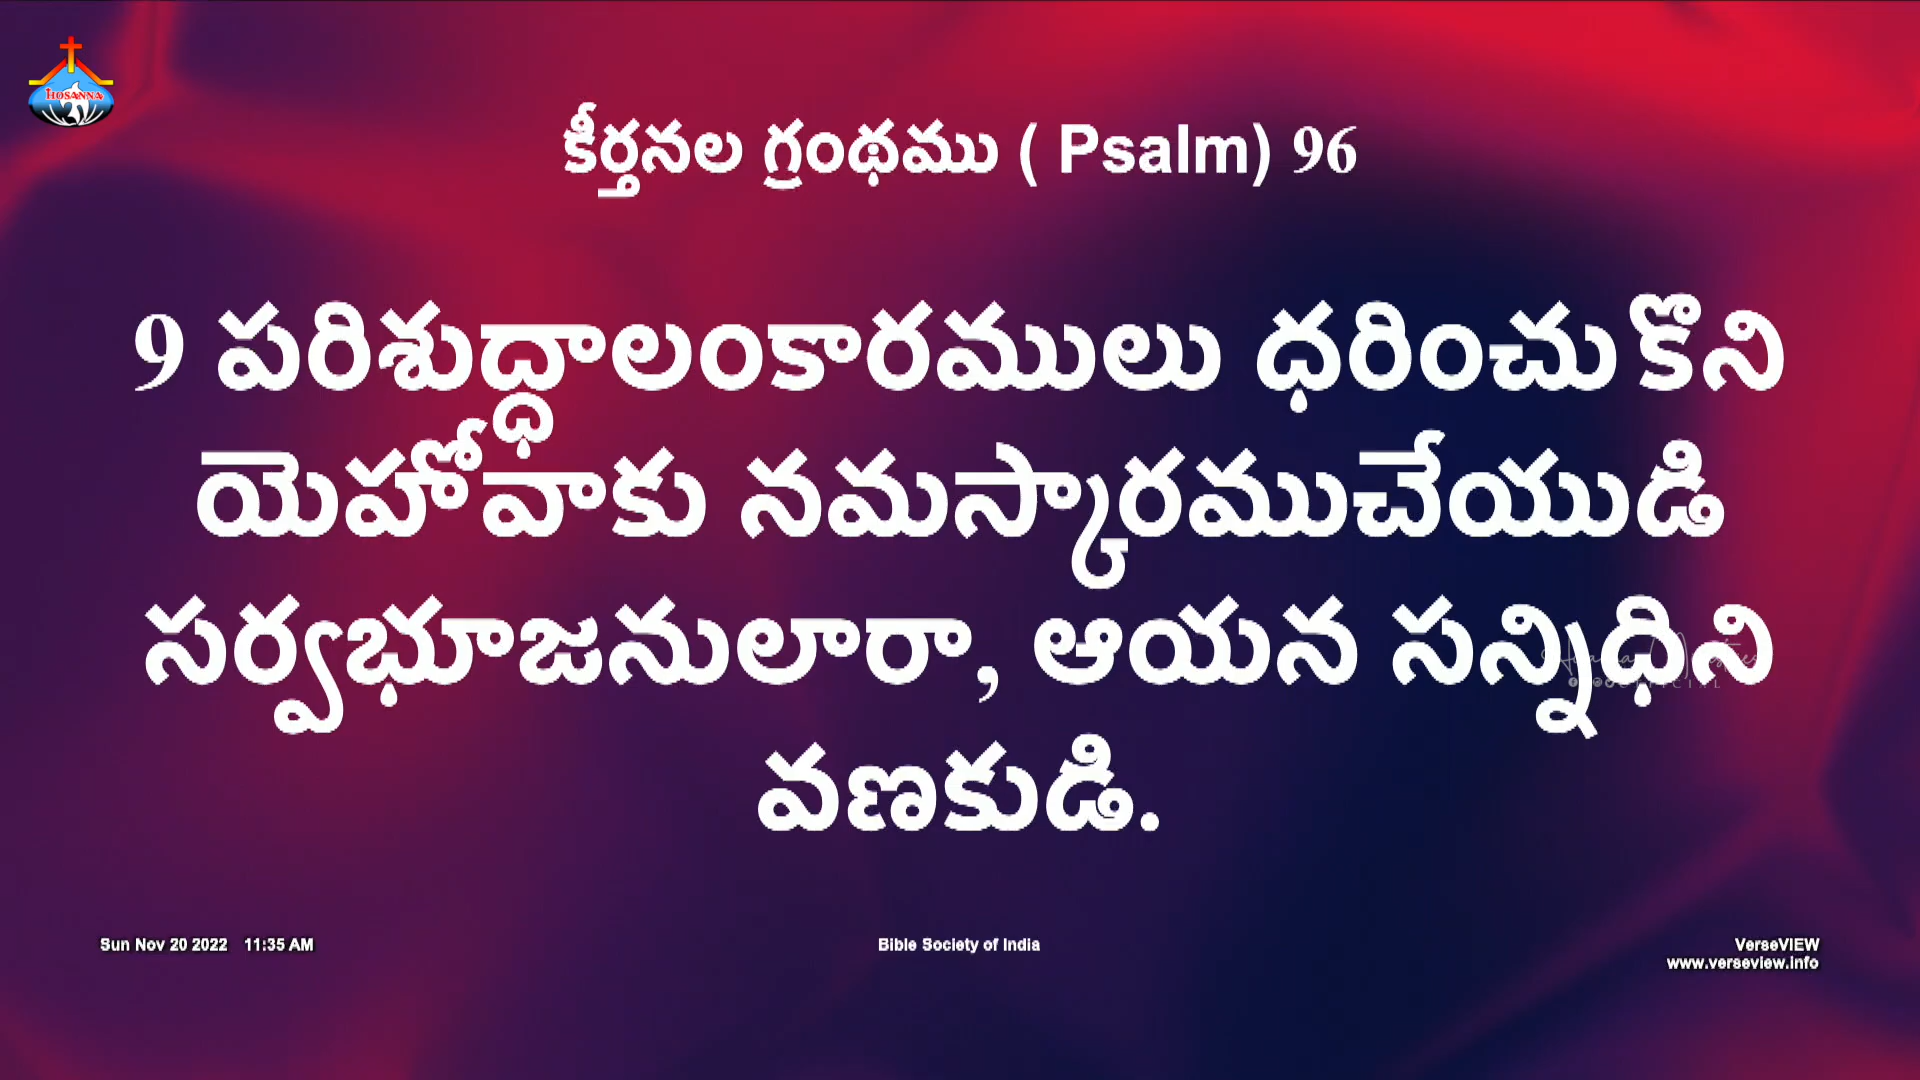 HOSANNA
కీర్తనల గ్రంథము ( Psalm) 96
9 పరిశుద్ధాలంకారములు ధరించుకొని
యెహోవాకు నమస్కారముచేయుడి
సర్వభూజనులారా, ఆయన సన్నిధిని
వణకుడి.
Sun Nov 20 2022 11:35 AM
Bible Society of India
VerseVIEW
www.verseview.info